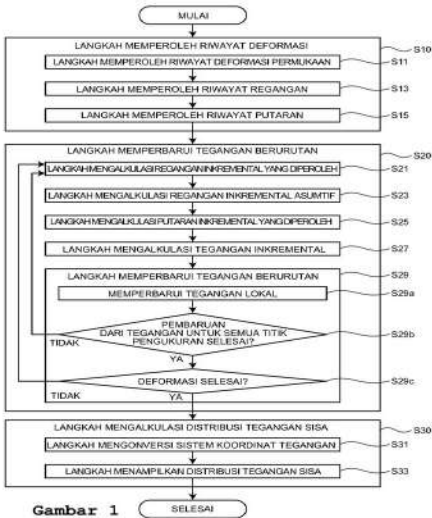 MULAI
LANGKAH MEMPEROLEH RIWAYAT DEFORMASI
S10
LANGKAH MEMPEROLEH RIWAYAT DEFORMASI PERMUKAAN
S11
LANGKAH MEMPEROLEH RIWAYAT REGANGAN
S13
LANGKAH MEMPEROLEH RIWAYAT PUTARAN
S15
LANGKAH MEMPERBARUI TEGANGAN BERURUTAN
S20
LANGKAH MENGALKULASI REGANGAN INKREMENTAL YANG DIPEROLEH
S21
LANGKAH MENGALKULASI REGANGAN INKREMENTAL ASUMTIF
S23
LANGKAH MENGALKULASI PUTARAN INKREMENTAL YANG DIPEROLEH
S25
LANGKAH MENGALKULASI TEGANGAN INKREMENTAL
S27
LANGKAH MEMPERBARUI TEGANGAN BERURUTAN
S29
MEMPERBARUI TEGANGAN LOKAL
S29a
PEMBARUAN
DARI TEGANGAN UNTUK SEMUA TITIK
PENGUKURAN SELESAI?
S29b
TIDAK
YA
DEFORMASI SELESAI?
S29c
TIDAK
YA
LANGKAH MENGALKULASI DISTRIBUSI TEGANGAN SISA
S30
LANGKAH MENGONVERSI SISTEM KOORDINAT TEGANGAN
S31
LANGKAH MENAMPILKAN DISTRIBUSI TEGANGAN SISA
S33
Gambar 1
SELESAI